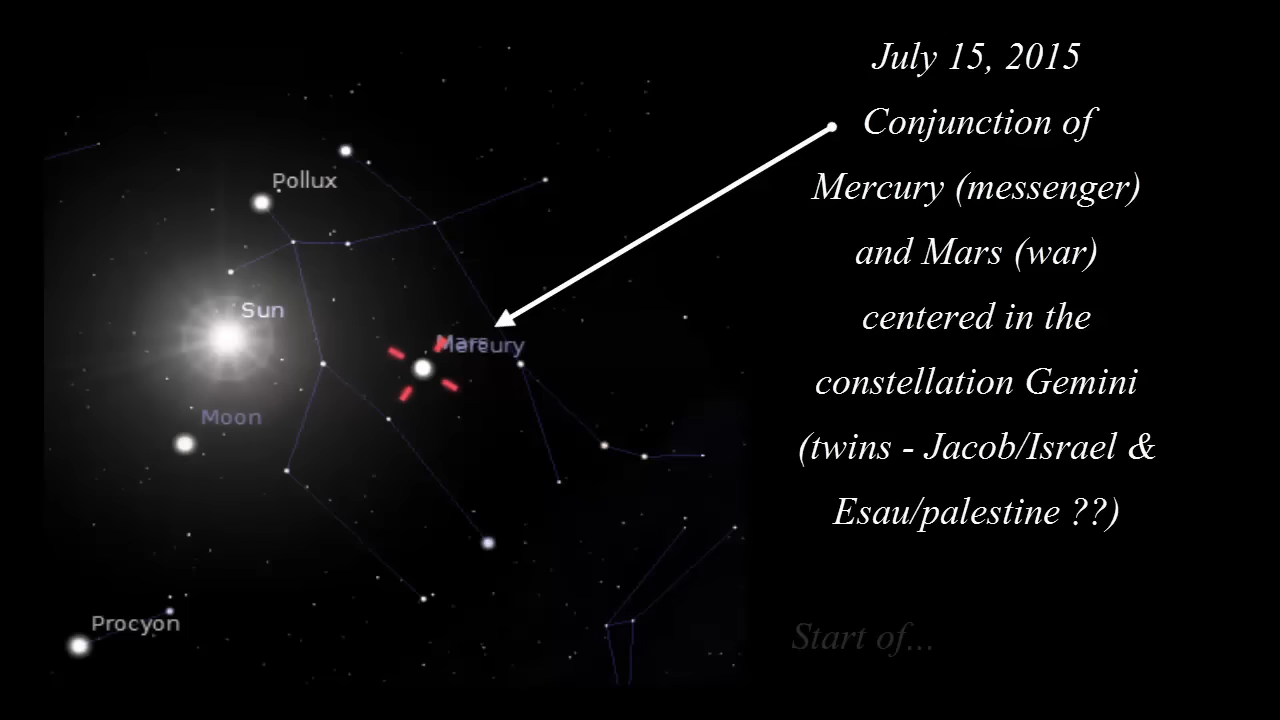 July 15, 2015
Conjunction of
Mercury (messenger)
and Mars (war)
centered in the
constellation Gemini
(twins - Jacob/Israel &
Esau/palestine ??)
Start of...
Pollux
Sun
Mars
Mercury
Moon
Procyon